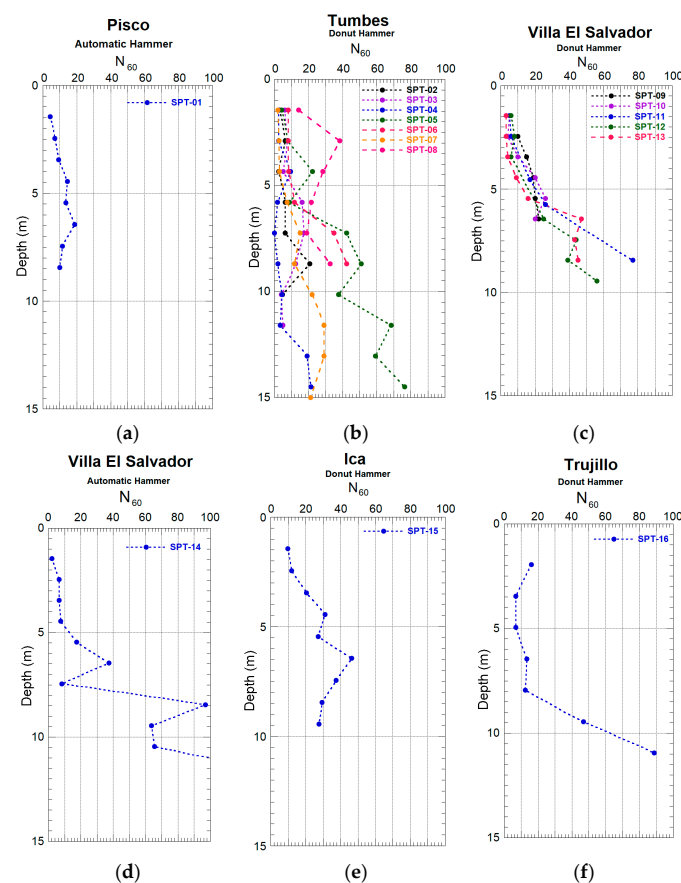 Pisco
Automatic Hammer
N60
0 20 40 60 80 100
SPT-01
Depth (m)
0
5
10
15
(a)
Tumbes
Donut Hammer
N60
0 20 40 60 80 100
SPT-02
SPT-03
SPT-04
SPT-05
SPT-06
SPT-07
SPT-08
Depth (m)
0
5
10
15
(b)
Villa El Salvador
Donut Hammer
N60
0 20 40 60 80 100
SPT-09
SPT-10
SPT-11
SPT-12
SPT-13
Depth (m)
0
5
10
15
(c)
Villa El Salvador
Automatic Hammer
N60
0 20 40 60 80 100
SPT-14
Depth (m)
0
5
10
15
(d)
Ica
Donut Hammer
N60
0 20 40 60 80 100
SPT-15
Depth (m)
0
5
10
15
(e)
Trujillo
Donut Hammer
N60
0 20 40 60 80 100
SPT-16
Depth (m)
0
5
10
15
(f)